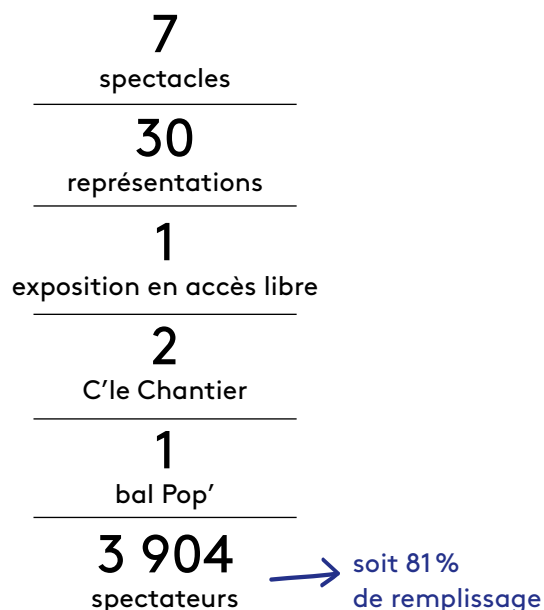 7
spectacles
30
représentations
1
exposition en accès libre
2
C'le Chantier
1
bal Pop'
3 904
spectateurs
soit 81%
de remplissage